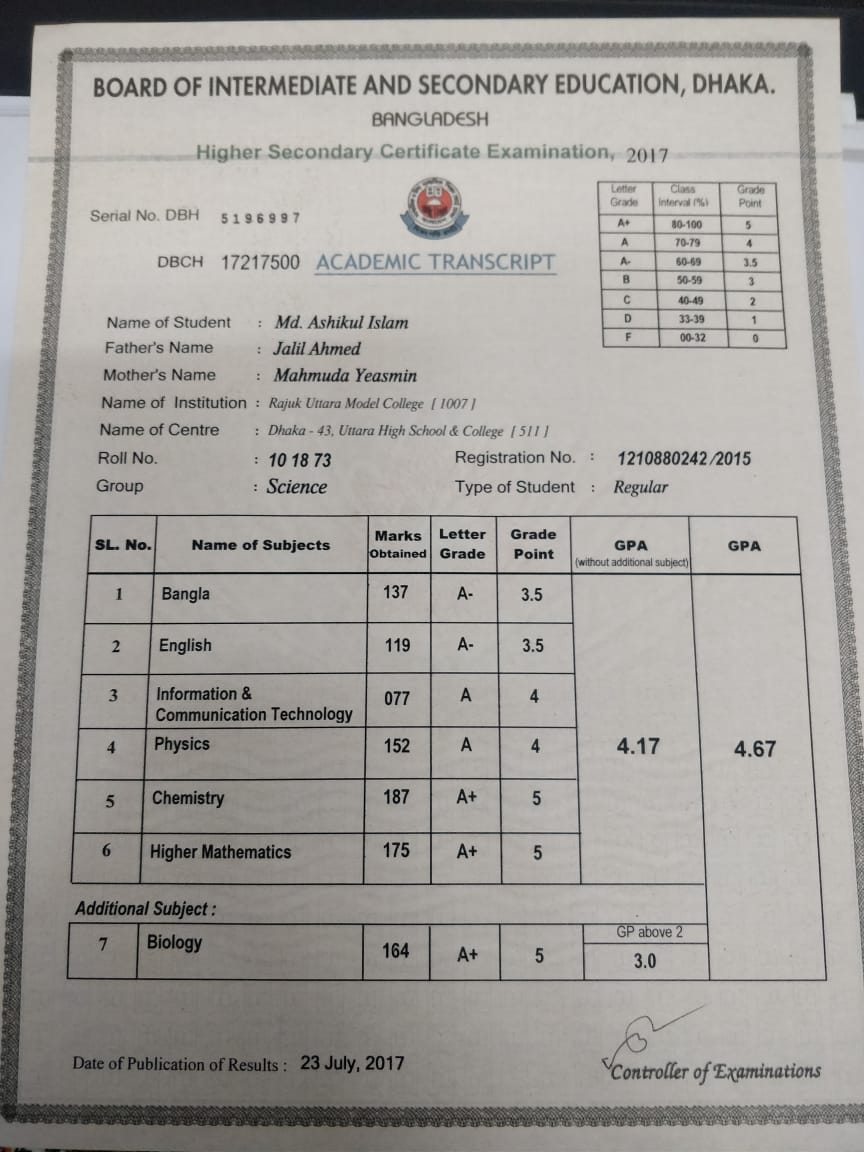 BOARD OF INTERMEDIATE AND SECONDARY EDUCATION, DHAKA.
BANGLADESH
Higher Secondary Certificate Examination, 2017
Serial No. DBH 5196997
DBCH 17217500 ACADEMIC TRANSCRIPT
Letter Grade Class Interval (%) Grade Point
A+ 80-100 5
A 70-79 4
A- 60-69 3.5
B 50-59 3
C 40-49 2
D 33-39 1
F 00-32 0
Name of Student : Md. Ashikul Islam
Father's Name : Jalil Ahmed
Mother's Name : Mahmuda Yeasmin
Name of Institution : Rajuk Uttara Model College [ 1007 ]
Name of Centre : Dhaka - 43, Uttara High School & College [ 511 ]
Roll No. : 10 18 73 Registration No. : 1210880242/2015
Group : Science Type of Student : Regular
SL. No. Name of Subjects Marks Obtained Letter Grade Grade Point GPA (without additional subject) GPA
1 Bangla 137 A- 3.5
2 English 119 A- 3.5
3 Information & Communication Technology 077 A 4
4 Physics 152 A 4 4.17 4.67
5 Chemistry 187 A+ 5
6 Higher Mathematics 175 A+ 5
Additional Subject :
7 Biology 164 A+ 5 GP above 2
3.0
Date of Publication of Results : 23 July, 2017
Controller of Examinations